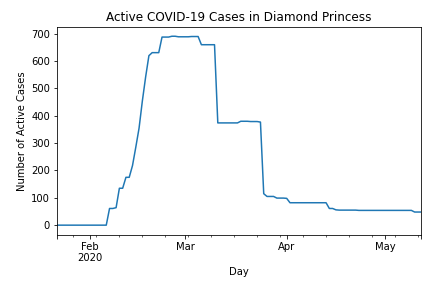 Active COVID-19 Cases in Diamond Princess
700
600
500
400
300
200
100
0
Number of Active Cases
Feb
2020
Mar
Apr
May
Day